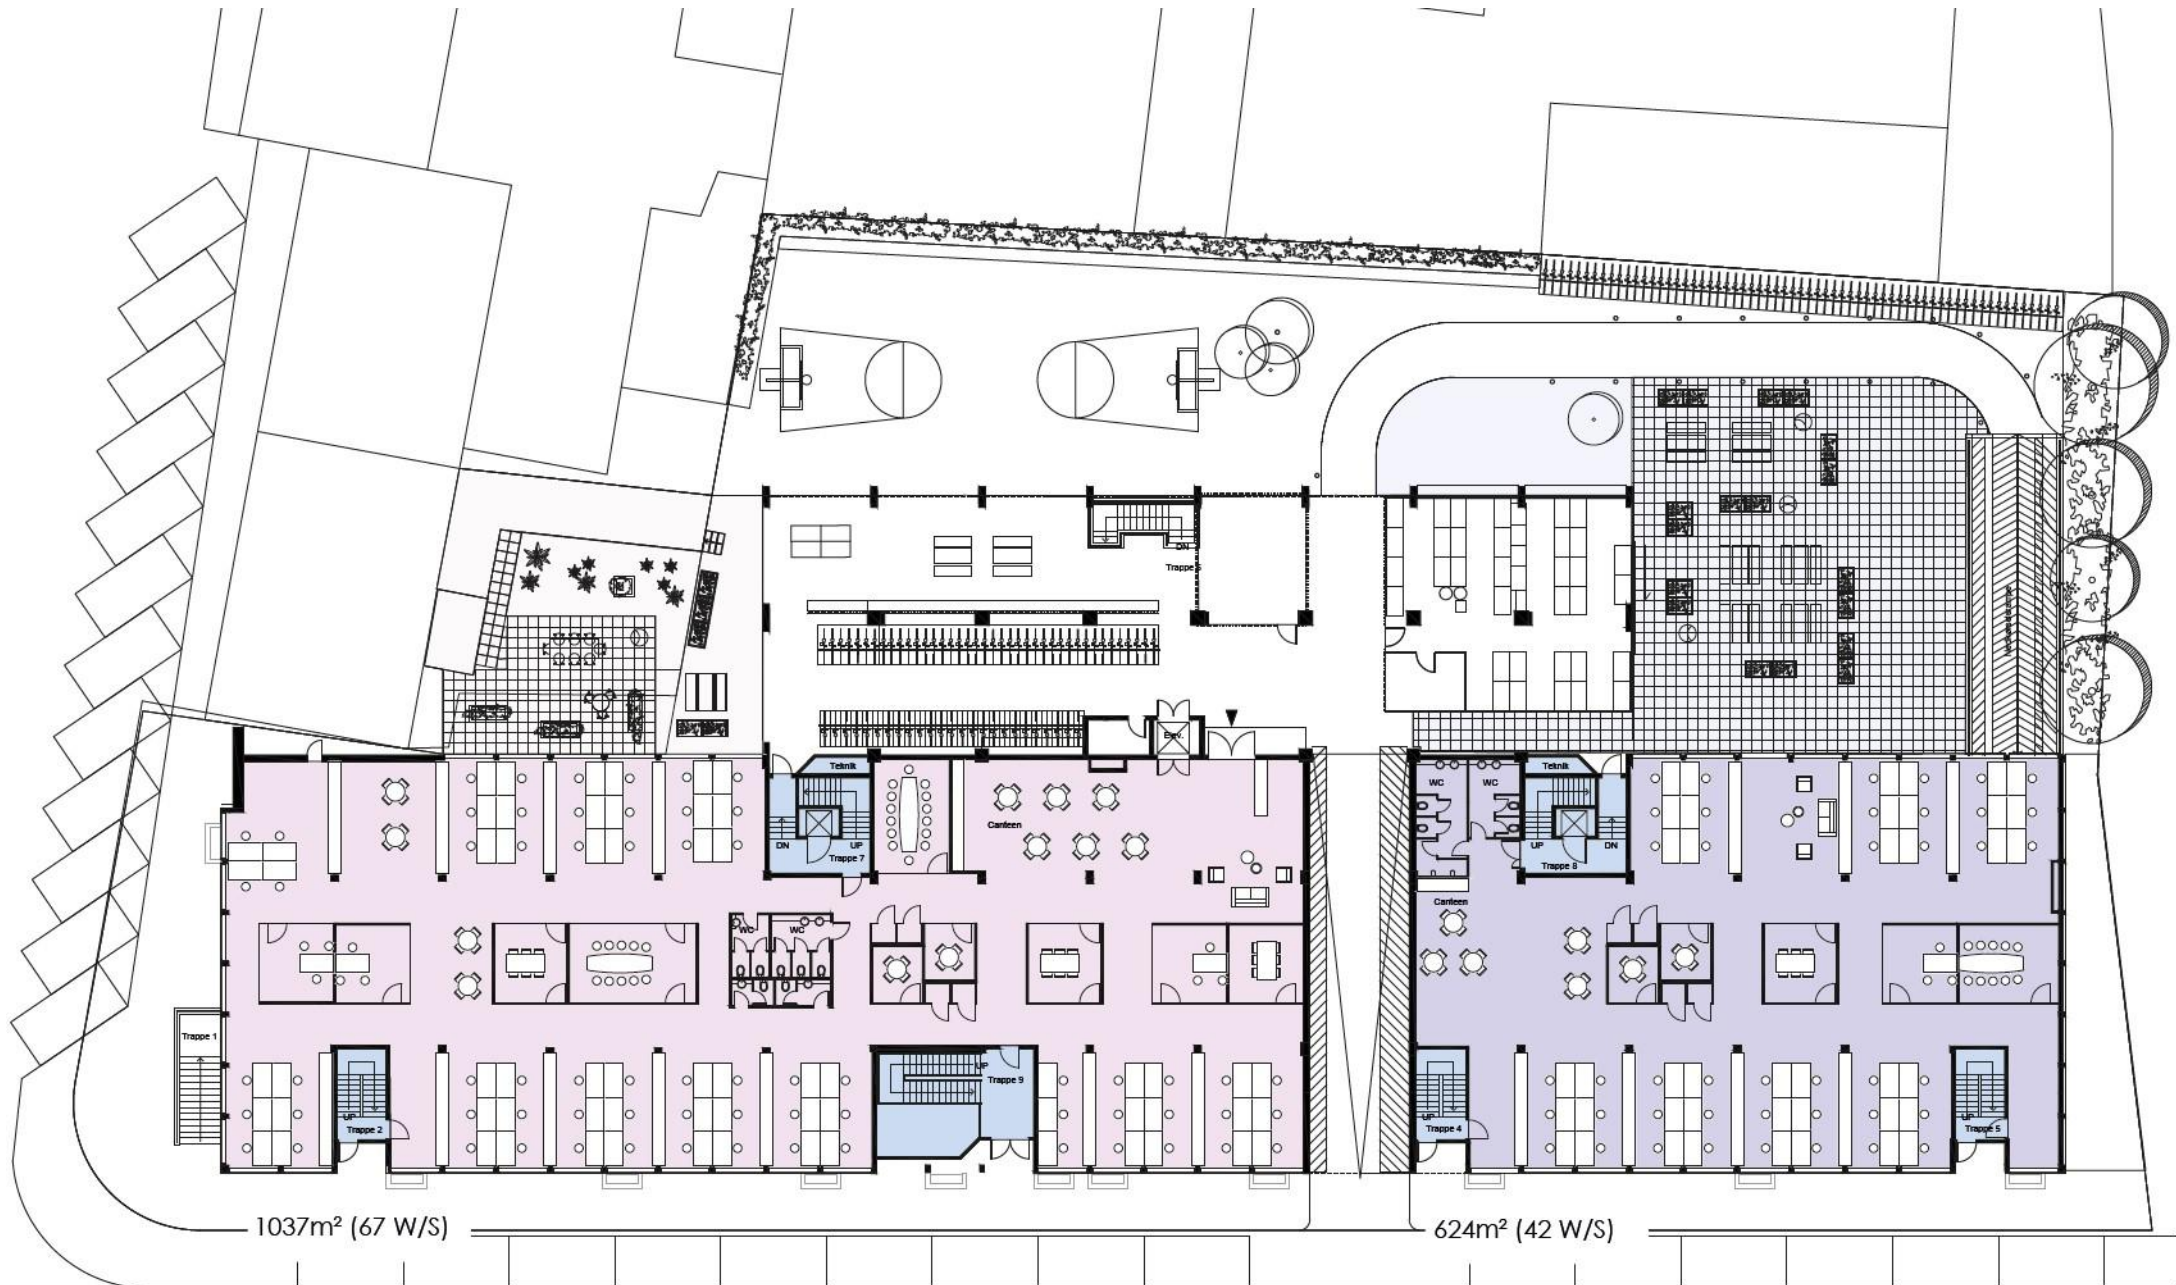 DN
Trappe 6
Elev.
Teknik
DN
UP
Trappe 7
Canteen
WC
WC
Teknik
UP
DN
Trappe 8
WC
WC
Canteen
Trappe 1
UP
Trappe 2
UP
Trappe 9
UP
Trappe 4
UP
Trappe 5
1037m² (67 W/S)
624m² (42 W/S)